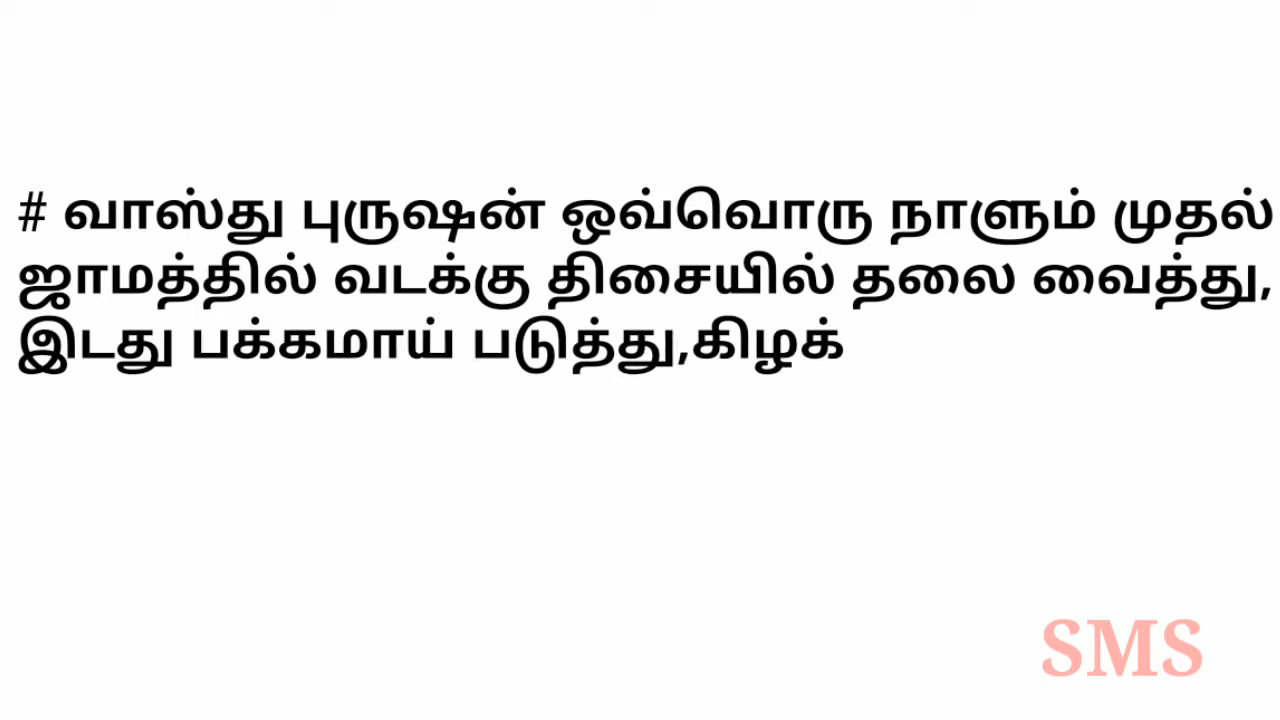 # வாஸ்து புருஷன் ஒவ்வொரு நாளும் முதல்
ஜாமத்தில் வடக்கு திசையில் தலை வைத்து,
இடது பக்கமாய் படுத்து,கிழக்
SMS